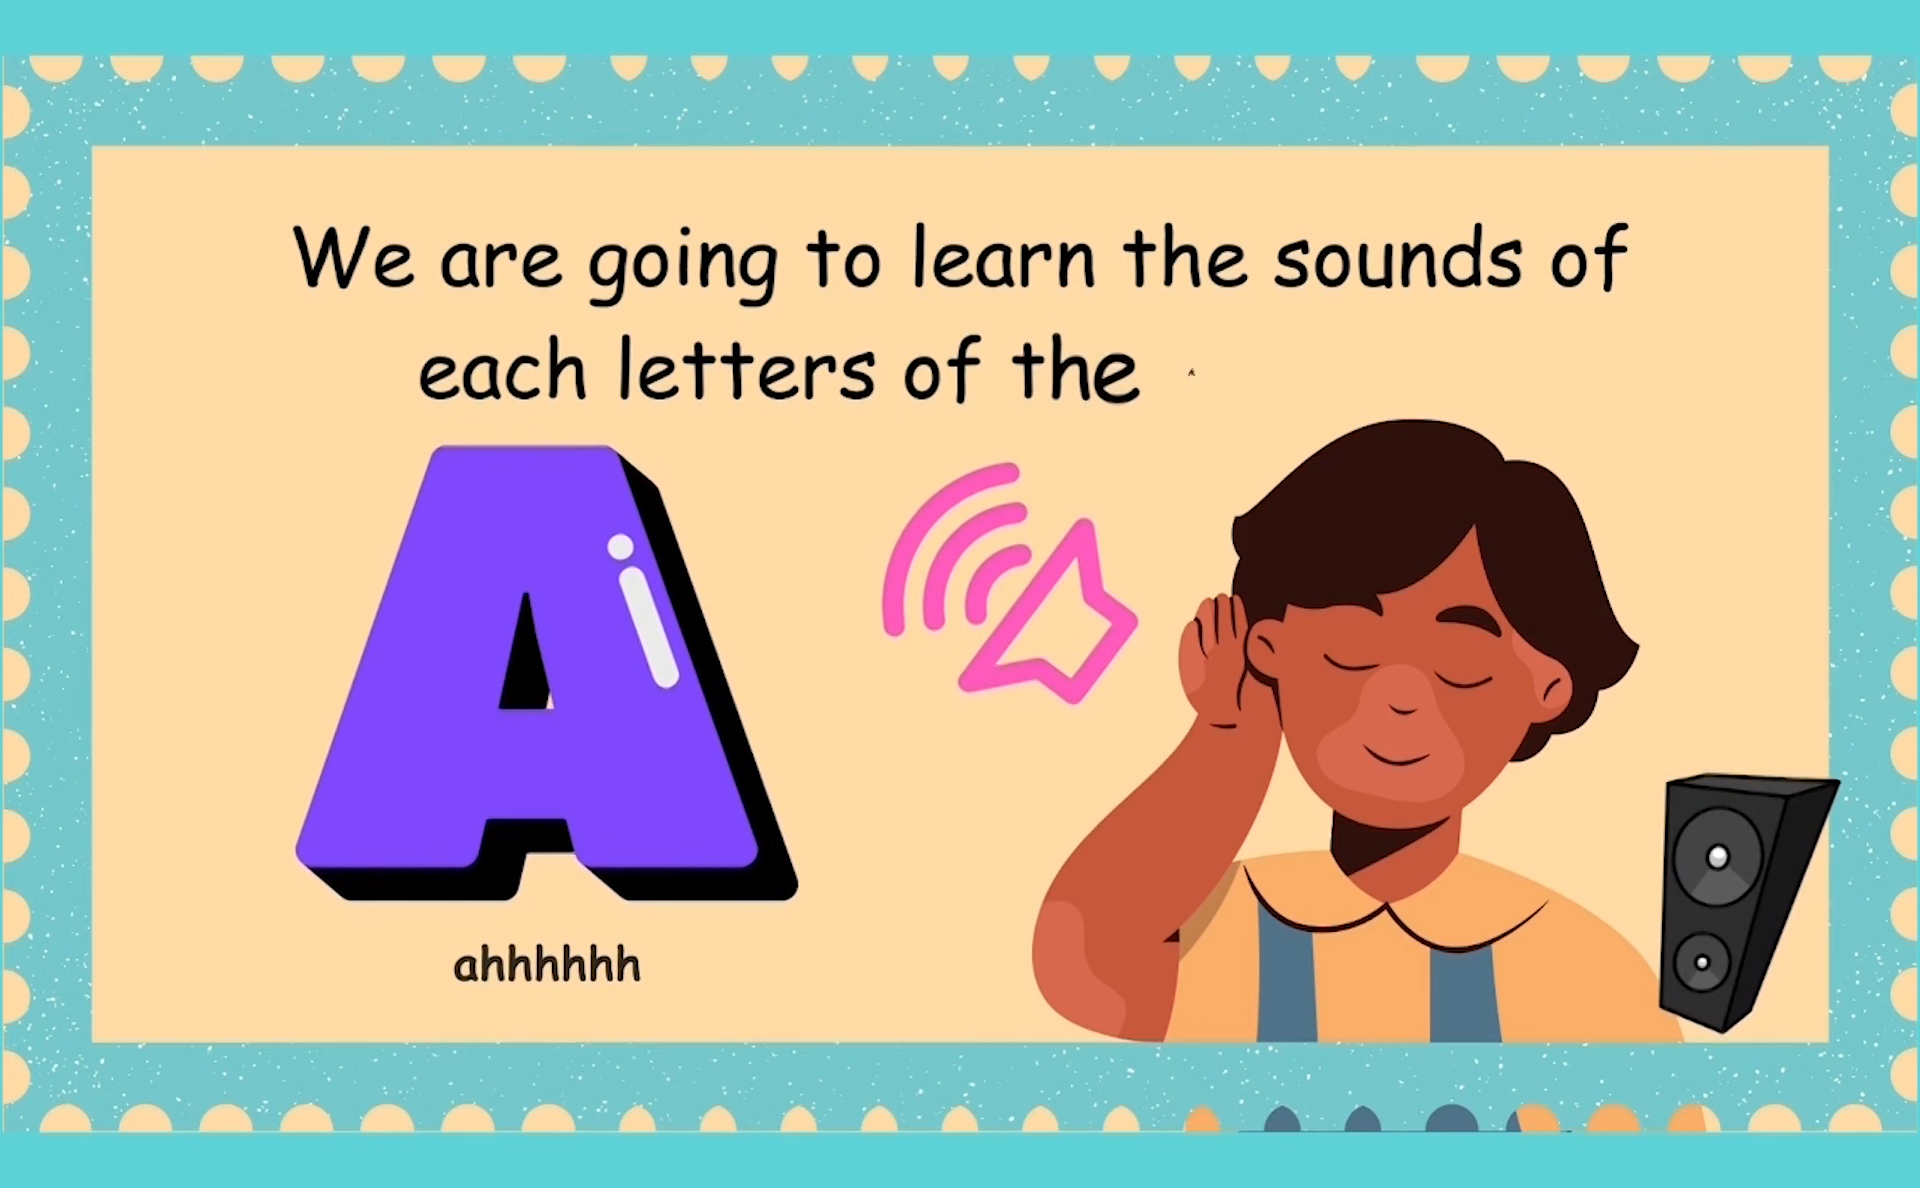 We are going to learn the sounds of
each letters of the
A
ahhhhhh